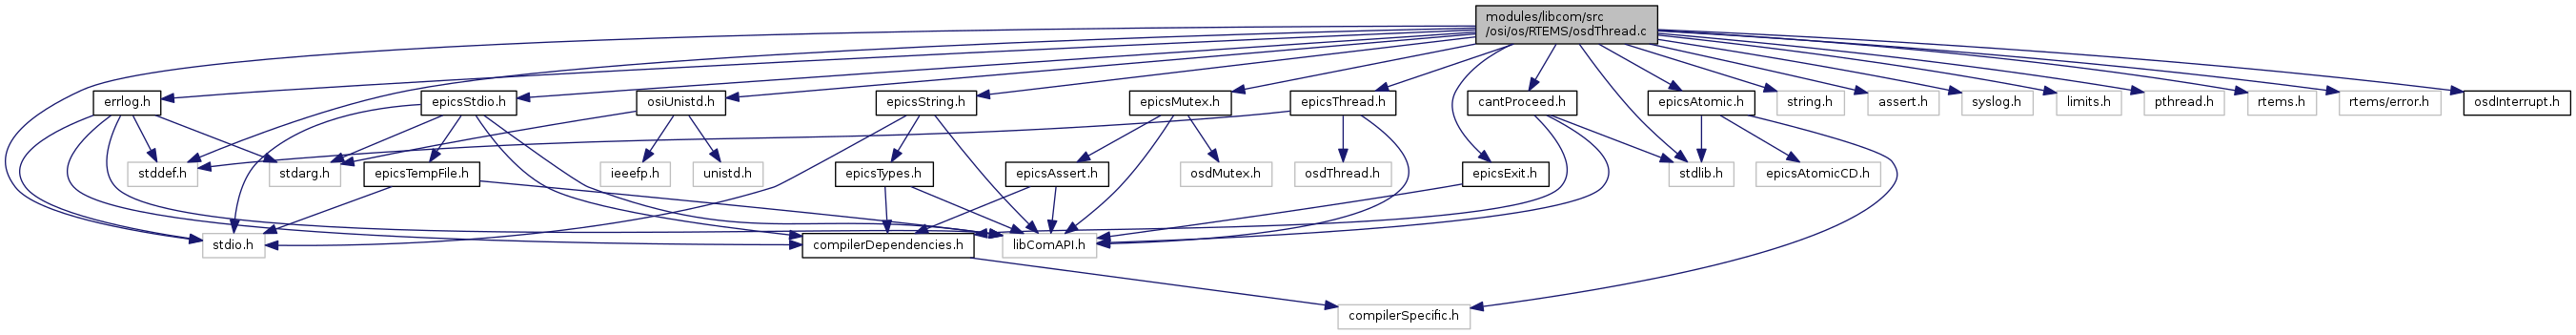 modules/libcom/src
/osi/os/RTEMS/osdThread.c
errlog.h
epicsStdio.h
osiUnistd.h
epicsString.h
epicsMutex.h
epicsThread.h
cantProceed.h
epicsAtomic.h
string.h
assert.h
syslog.h
limits.h
pthread.h
rtems.h
rtems/error.h
osdInterrupt.h
stddef.h
stdarg.h
epicsTempFile.h
ieeefp.h
unistd.h
epicsTypes.h
epicsAssert.h
osdMutex.h
osdThread.h
epicsExit.h
stdlib.h
epicsAtomicCD.h
stdio.h
compilerDependencies.h
libComAPI.h
compilerSpecific.h